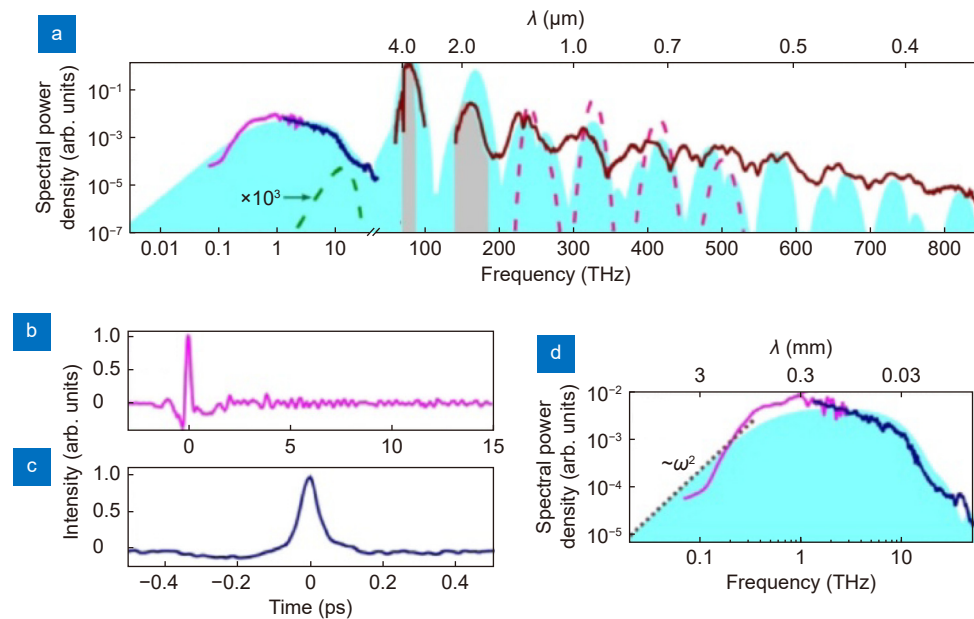 a
λ (μm)
4.0 2.0 1.0 0.7 0.5 0.4
Spectral power
density (arb. units)
10⁻¹
10⁻³
10⁻⁵
10⁻⁷
×10³
0.01 0.1 1 10 100 200 300 400 500 600 700 800
Frequency (THz)
b
Intensity (arb. units)
1.0
0.5
0
0 5 10 15
c
1.0
0.5
0
−0.4 −0.2 0 0.2 0.4
Time (ps)
d
λ (mm)
3 0.3 0.03
Spectral power
density (arb. units)
10⁻²
10⁻³
10⁻⁴
10⁻⁵
~ω²
0.1 1 10
Frequency (THz)